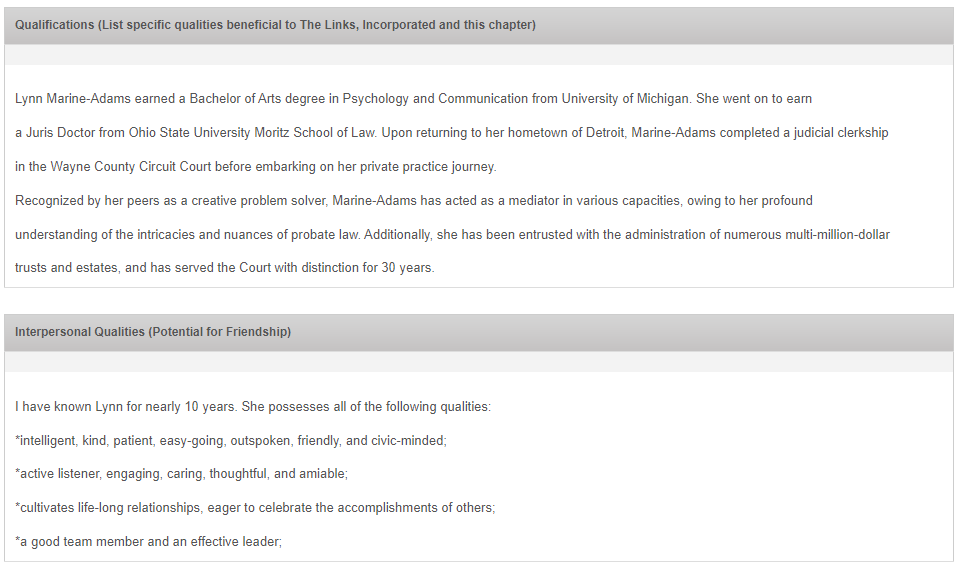 Qualifications (List specific qualities beneficial to The Links, Incorporated and this chapter)
Lynn Marine-Adams earned a Bachelor of Arts degree in Psychology and Communication from University of Michigan. She went on to earn
a Juris Doctor from Ohio State University Moritz School of Law. Upon returning to her hometown of Detroit, Marine-Adams completed a judicial clerkship
in the Wayne County Circuit Court before embarking on her private practice journey.
Recognized by her peers as a creative problem solver, Marine-Adams has acted as a mediator in various capacities, owing to her profound
understanding of the intricacies and nuances of probate law. Additionally, she has been entrusted with the administration of numerous multi-million-dollar
trusts and estates, and has served the Court with distinction for 30 years.
Interpersonal Qualities (Potential for Friendship)
I have known Lynn for nearly 10 years. She possesses all of the following qualities:
*intelligent, kind, patient, easy-going, outspoken, friendly, and civic-minded;
*active listener, engaging, caring, thoughtful, and amiable;
*cultivates life-long relationships, eager to celebrate the accomplishments of others;
*a good team member and an effective leader;